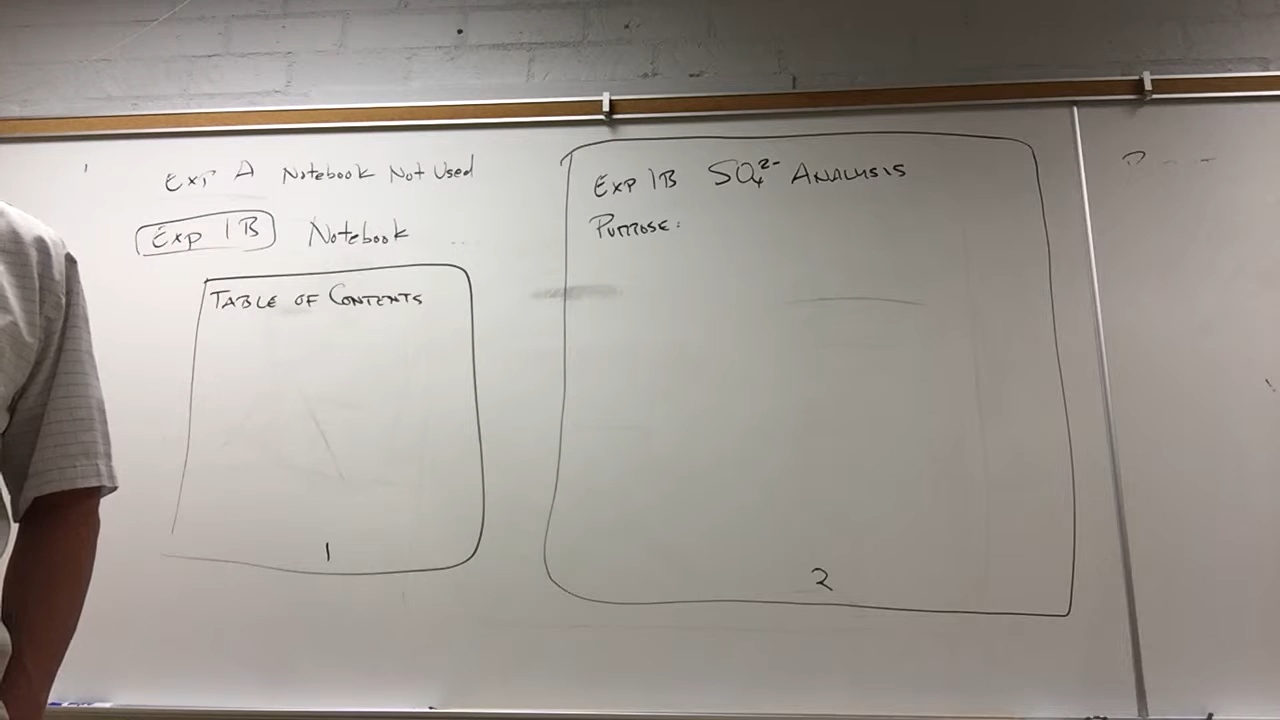 Exp A Notebook Not Used
Exp 1B Notebook
TABLE OF CONTENTS
1
Exp 1B SO₄²⁻ ANALYSIS
PURPOSE:
2